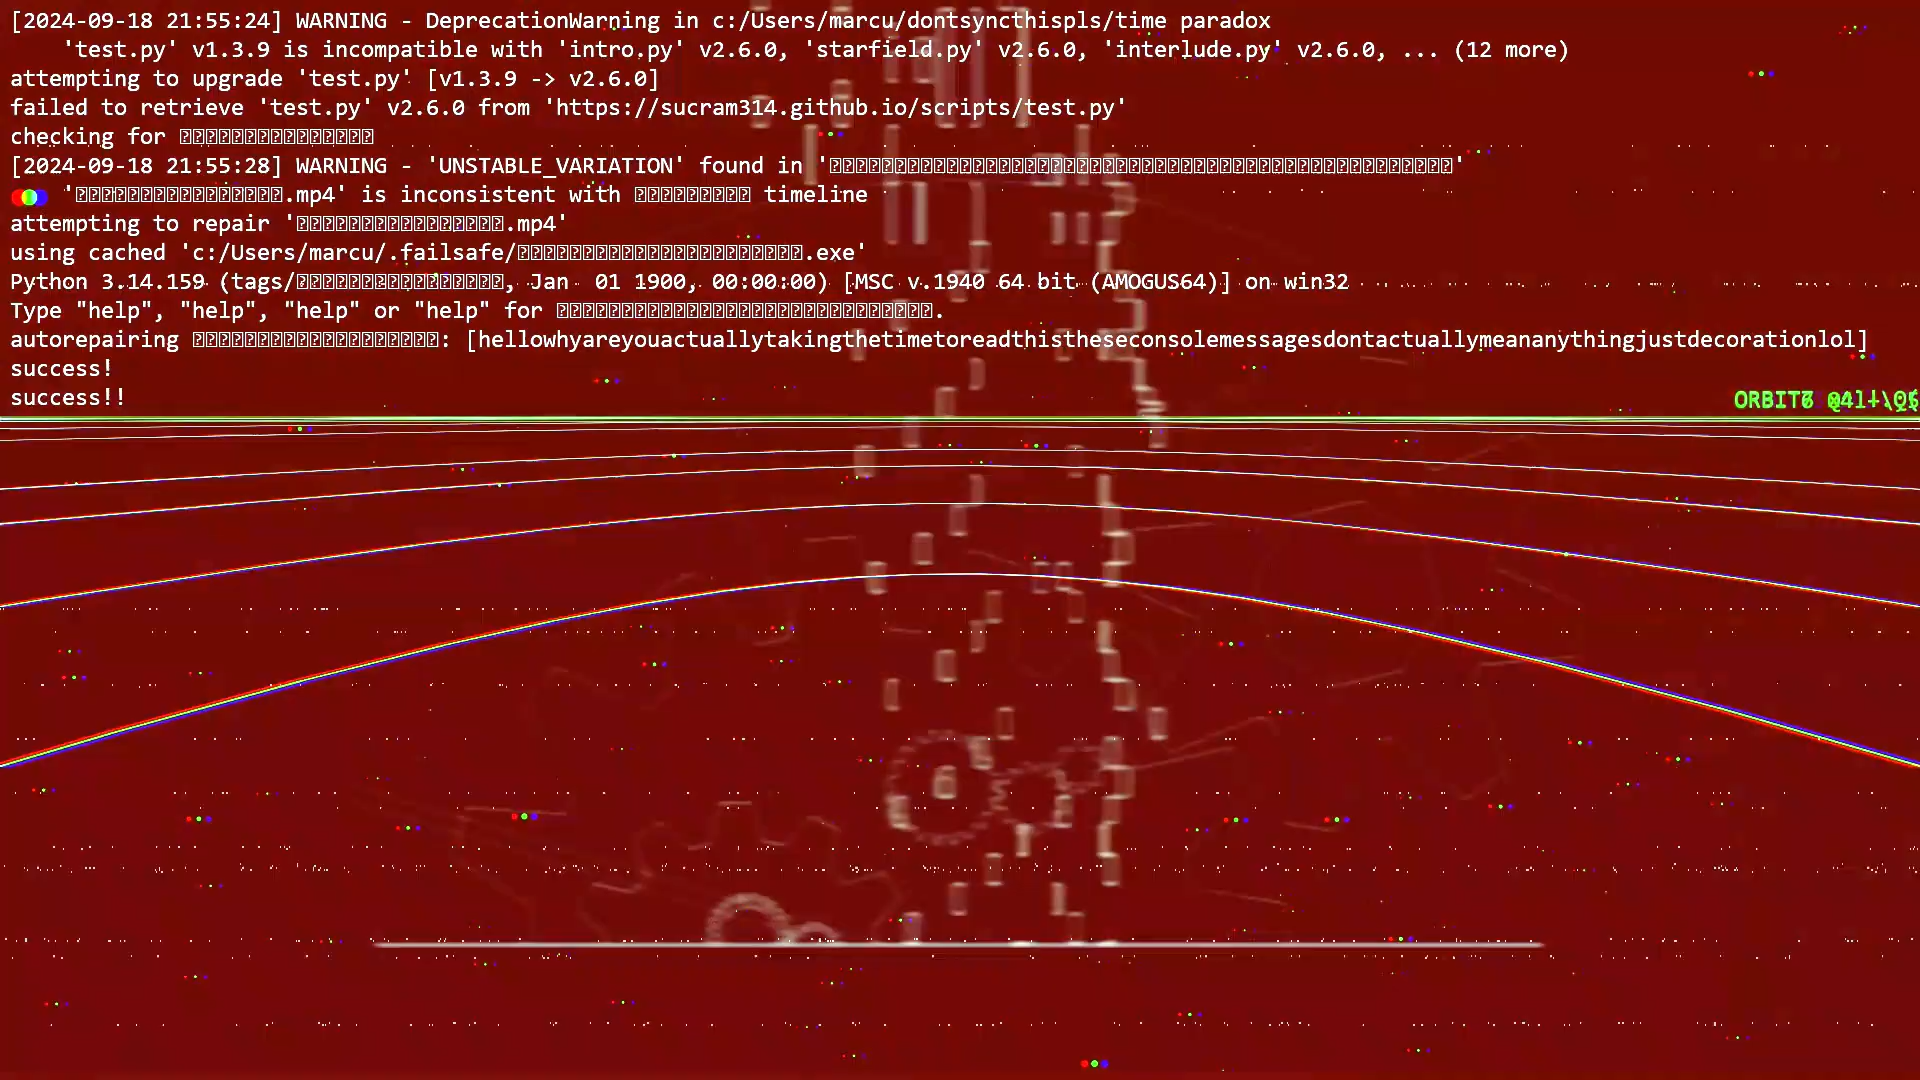 [2024-09-18 21:55:24] WARNING - DeprecationWarning in c:/Users/marcu/dontsyncthispls/time paradox
'test.py' v1.3.9 is incompatible with 'intro.py' v2.6.0, 'starfield.py' v2.6.0, 'interlude.py' v2.6.0, ... (12 more)
attempting to upgrade 'test.py' [v1.3.9 -> v2.6.0]
failed to retrieve 'test.py' v2.6.0 from 'https://sucram314.github.io/scripts/test.py'
checking for
[2024-09-18 21:55:28] WARNING - 'UNSTABLE_VARIATION' found in
.mp4' is inconsistent with timeline
attempting to repair .mp4'
using cached 'c:/Users/marcu/.failsafe/ .exe'
Python 3.14.159 (tags/ , Jan 01 1900, 00:00:00) [MSC v.1940 64 bit (AMOGUS64)] on win32
Type "help", "help", "help" or "help" for .
autorepairing : [hellowhyareyouactuallytakingthetimetoreadthistheseconsolemessagesdontactuallymeananythingjustdecorationlol]
success!
success!!